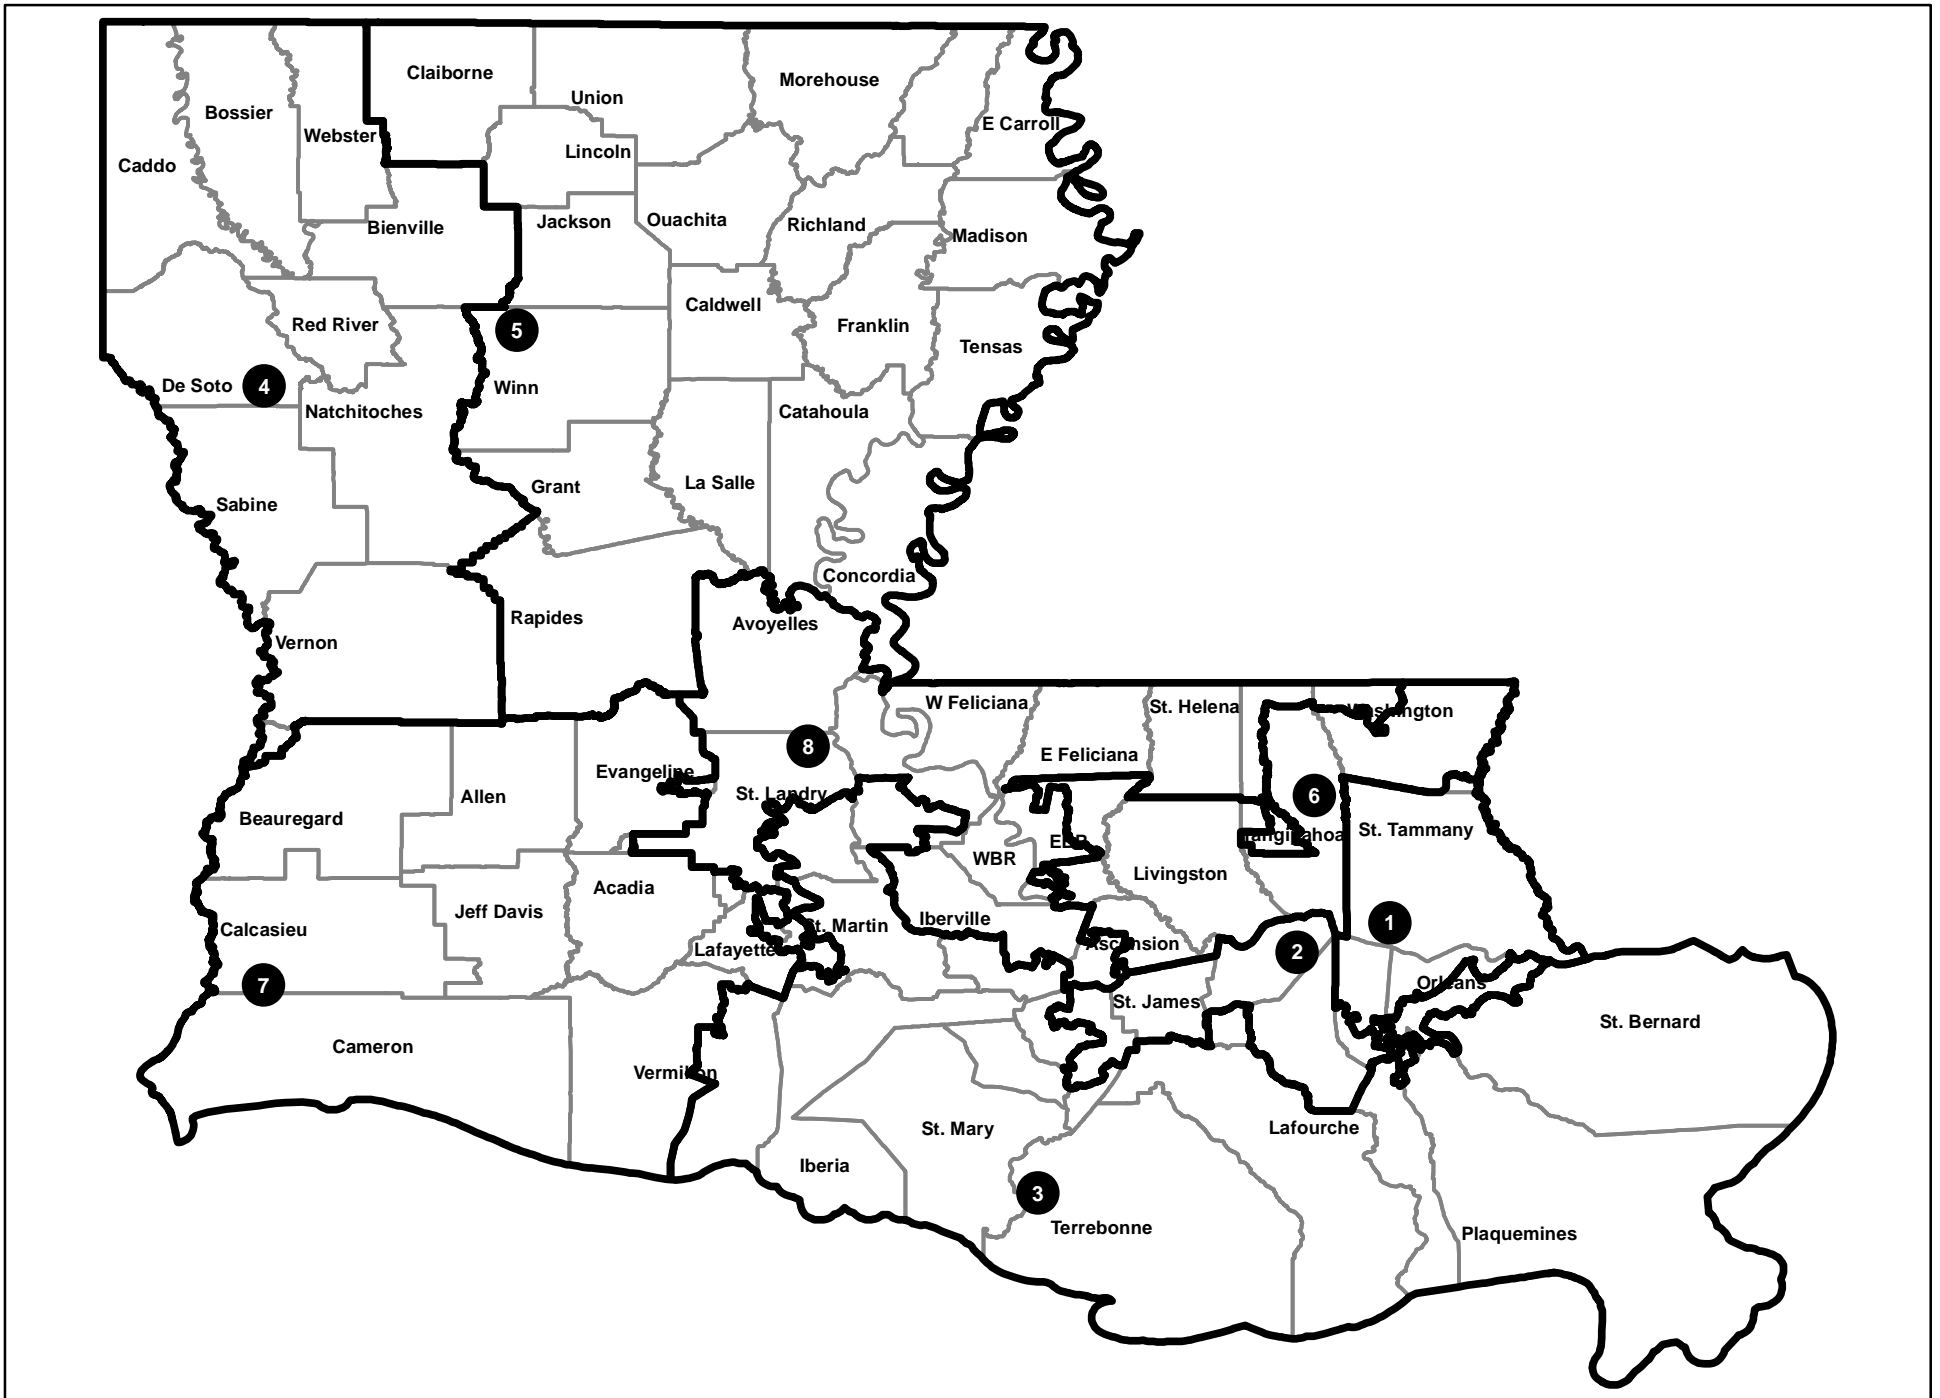 Claiborne
Morehouse
Union
Bossier
E Carroll
Webster
Lincoln
Caddo
Ouachita
Jackson
Richland
Bienville
Madison
Caldwell
Red River
Franklin
5
Tensas
De Soto
4
Winn
Natchitoches
Catahoula
La Salle
Grant
Sabine
Concordia
Rapides
Avoyelles
Vernon
W Feliciana
St. Helena
Washington
8
E Feliciana
Evangeline
St. Landry
6
Allen
Beauregard
St. Tammany
Tangipahoa
EBR
WBR
Livingston
Acadia
Jeff Davis
Iberville
1
St. Martin
Calcasieu
Lafayette
Ascension
2
7
Orleans
St. James
St. Bernard
Cameron
Vermilion
St. Mary
Lafourche
Iberia
3
Terrebonne
Plaquemines